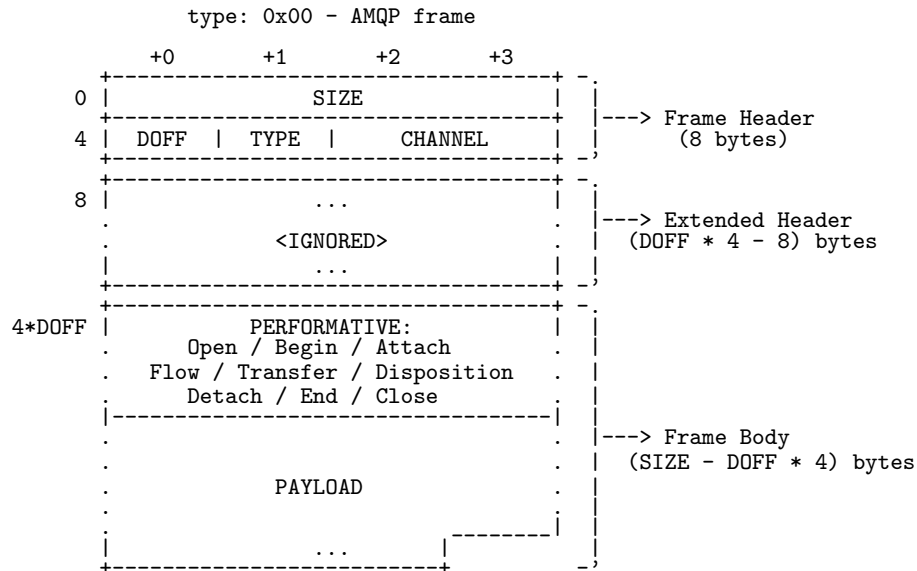 type: 0x00 - AMQP frame
+0 +1 +2 +3
0 SIZE
---> Frame Header
4 DOFF | TYPE | CHANNEL (8 bytes)
8 ...
---> Extended Header
<IGNORED> (DOFF * 4 - 8) bytes
...
4*DOFF PERFORMATIVE:
Open / Begin / Attach
Flow / Transfer / Disposition
Detach / End / Close
---> Frame Body
(SIZE - DOFF * 4) bytes
PAYLOAD
...